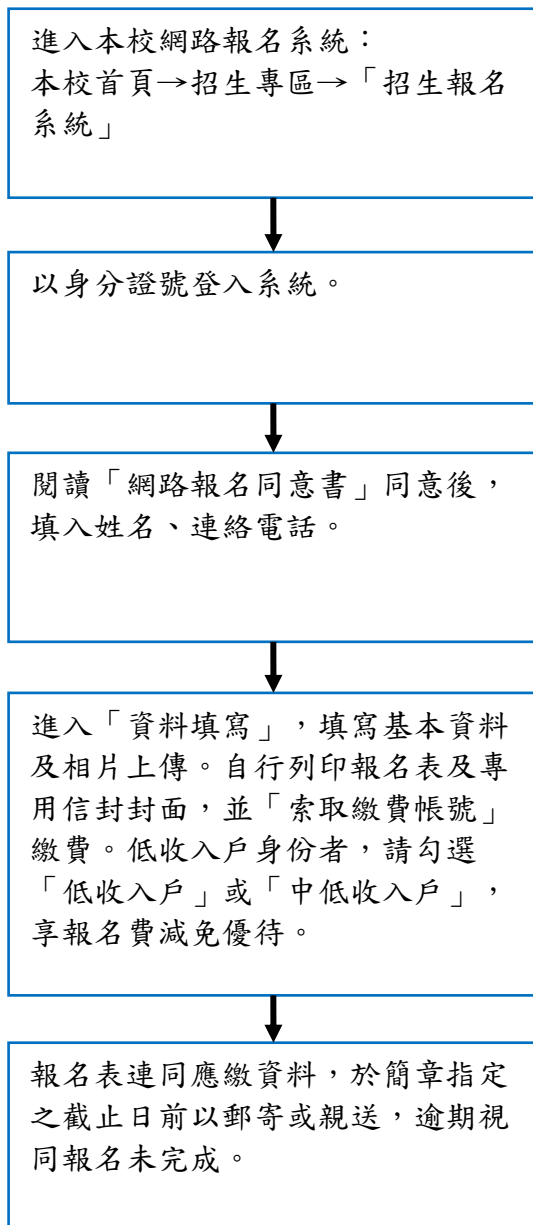 進入本校網路報名系統：
本校首頁→招生專區→「招生報名
系統」
以身分證號登入系統。
閱讀「網路報名同意書」同意後，
填入姓名、連絡電話。
進入「資料填寫」，填寫基本資料
及相片上傳。自行列印報名表及專
用信封封面，並「索取繳費帳號」
繳費。低收入戶身份者，請勾選
「低收入戶」或「中低收入戶」，
享報名費減免優待。
報名表連同應繳資料，於簡章指定
之截止日前以郵寄或親送，逾期視
同報名未完成。